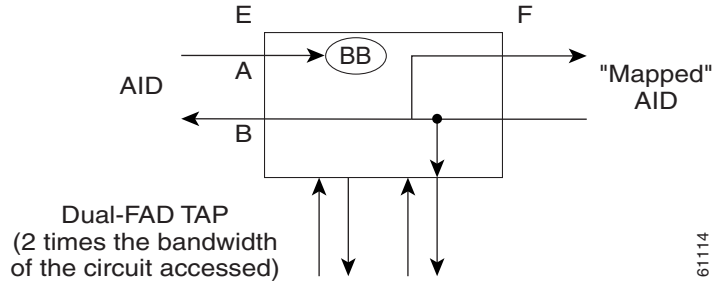 E
F
BB
A
AID
"Mapped"
AID
B
Dual-FAD TAP
(2 times the bandwidth
of the circuit accessed)
61114